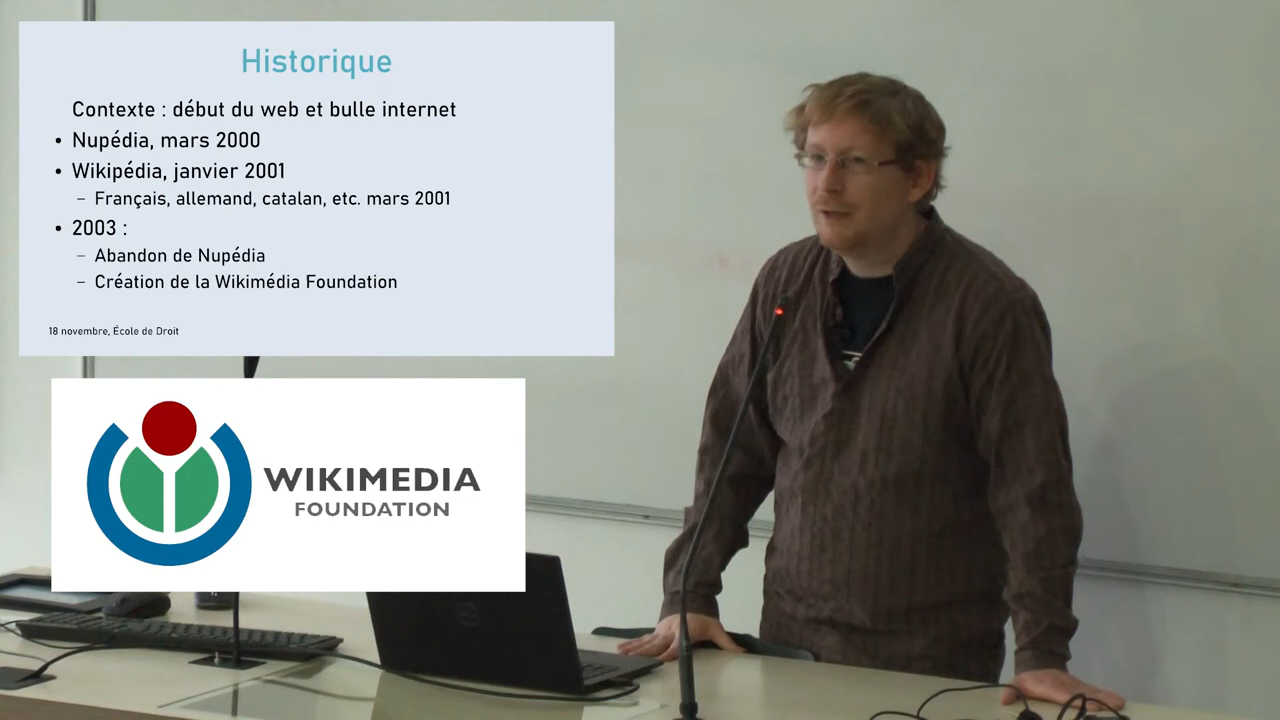 Historique
Contexte : début du web et bulle internet
• Nupédia, mars 2000
• Wikipédia, janvier 2001
– Français, allemand, catalan, etc. mars 2001
• 2003 :
– Abandon de Nupédia
– Création de la Wikimédia Foundation
18 novembre, École de Droit
WIKIMEDIA
FOUNDATION